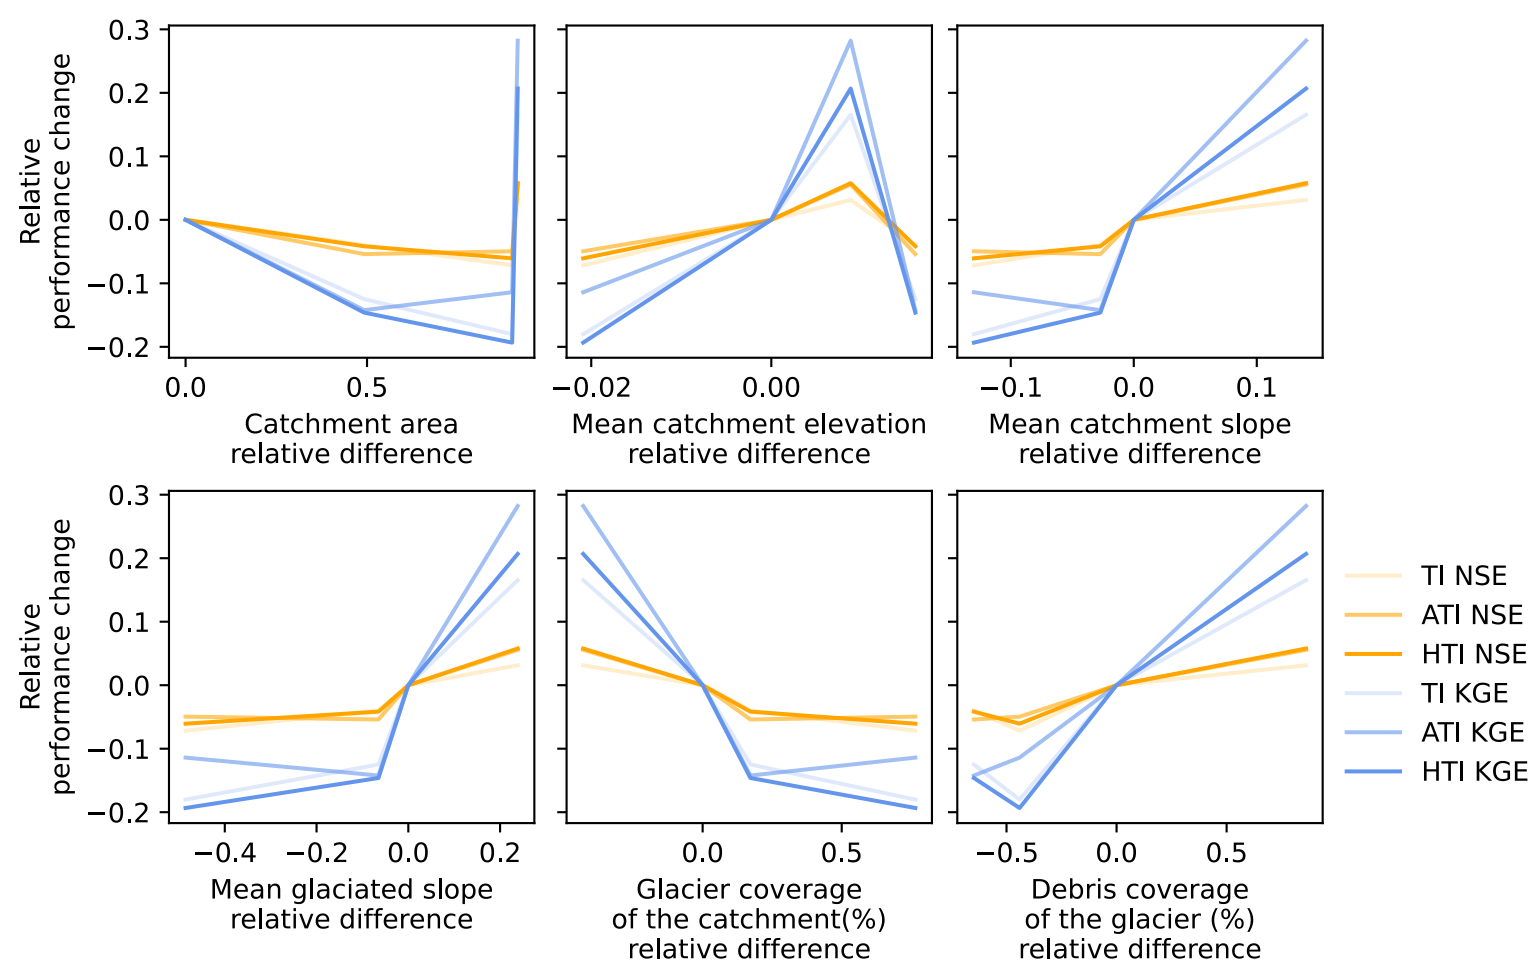 Relative
performance change
0.3
0.2
0.1
0.0
−0.1
−0.2
0.0 0.5
Catchment area
relative difference
−0.02 0.00
Mean catchment elevation
relative difference
−0.1 0.0 0.1
Mean catchment slope
relative difference
Relative
performance change
0.3
0.2
0.1
0.0
−0.1
−0.2
−0.4 −0.2 0.0 0.2
Mean glaciated slope
relative difference
0.0 0.5
Glacier coverage
of the catchment(%)
relative difference
−0.5 0.0 0.5
Debris coverage
of the glacier (%)
relative difference
TI NSE
ATI NSE
HTI NSE
TI KGE
ATI KGE
HTI KGE